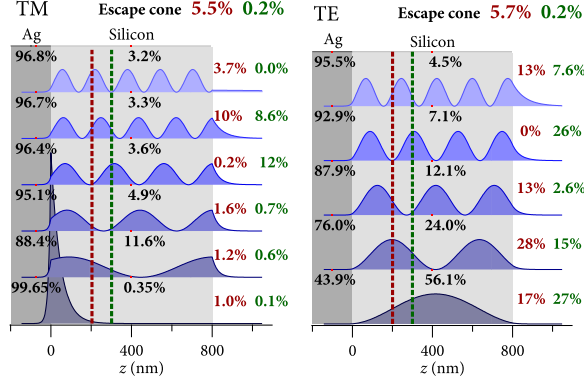 TM Escape cone 5.5% 0.2%
Ag Silicon
96.8% 3.2%
3.7% 0.0%
96.7% 3.3%
10% 8.6%
96.4% 3.6%
0.2% 12%
95.1% 4.9%
1.6% 0.7%
88.4% 11.6%
1.2% 0.6%
99.65% 0.35%
1.0% 0.1%
0 400 800
z (nm)
TE Escape cone 5.7% 0.2%
Ag Silicon
95.5% 4.5%
13% 7.6%
92.9% 7.1%
0% 26%
87.9% 12.1%
13% 2.6%
76.0% 24.0%
28% 15%
43.9% 56.1%
17% 27%
0 400 800
z (nm)